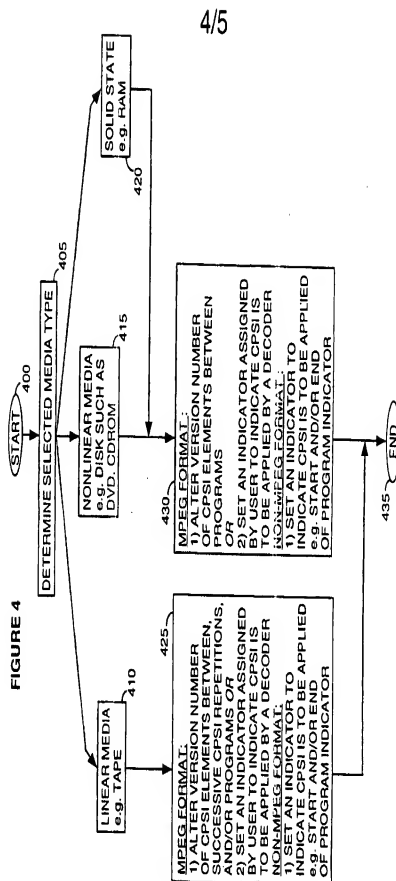 4/5
FIGURE 4
START
400
DETERMINE SELECTED MEDIA TYPE
405
LINEAR MEDIA
e.g. TAPE
410
NONLINEAR MEDIA
e.g. DISK SUCH AS
DVD, CDROM
415
SOLID STATE
e.g. RAM
420
425
MPEG FORMAT:
1) ALTER VERSION NUMBER
OF CPSI ELEMENTS BETWEEN,
SUCCESSIVE CPSI REPETITIONS,
AND/OR PROGRAMS OR
2) SET AN INDICATOR ASSIGNED
BY USER TO INDICATE CPSI IS
TO BE APPLIED BY A DECODER
NON-MPEG FORMAT:
1) SET AN INDICATOR TO
INDICATE CPSI IS TO BE APPLIED
e.g. START AND/OR END
OF PROGRAM INDICATOR
430
MPEG FORMAT:
1) ALTER VERSION NUMBER
OF CPSI ELEMENTS BETWEEN
PROGRAMS
OR
2) SET AN INDICATOR ASSIGNED
BY USER TO INDICATE CPSI IS
TO BE APPLIED BY A DECODER
NON-MPEG FORMAT:
1) SET AN INDICATOR TO
INDICATE CPSI IS TO BE APPLIED
e.g. START AND/OR END
OF PROGRAM INDICATOR
435
END